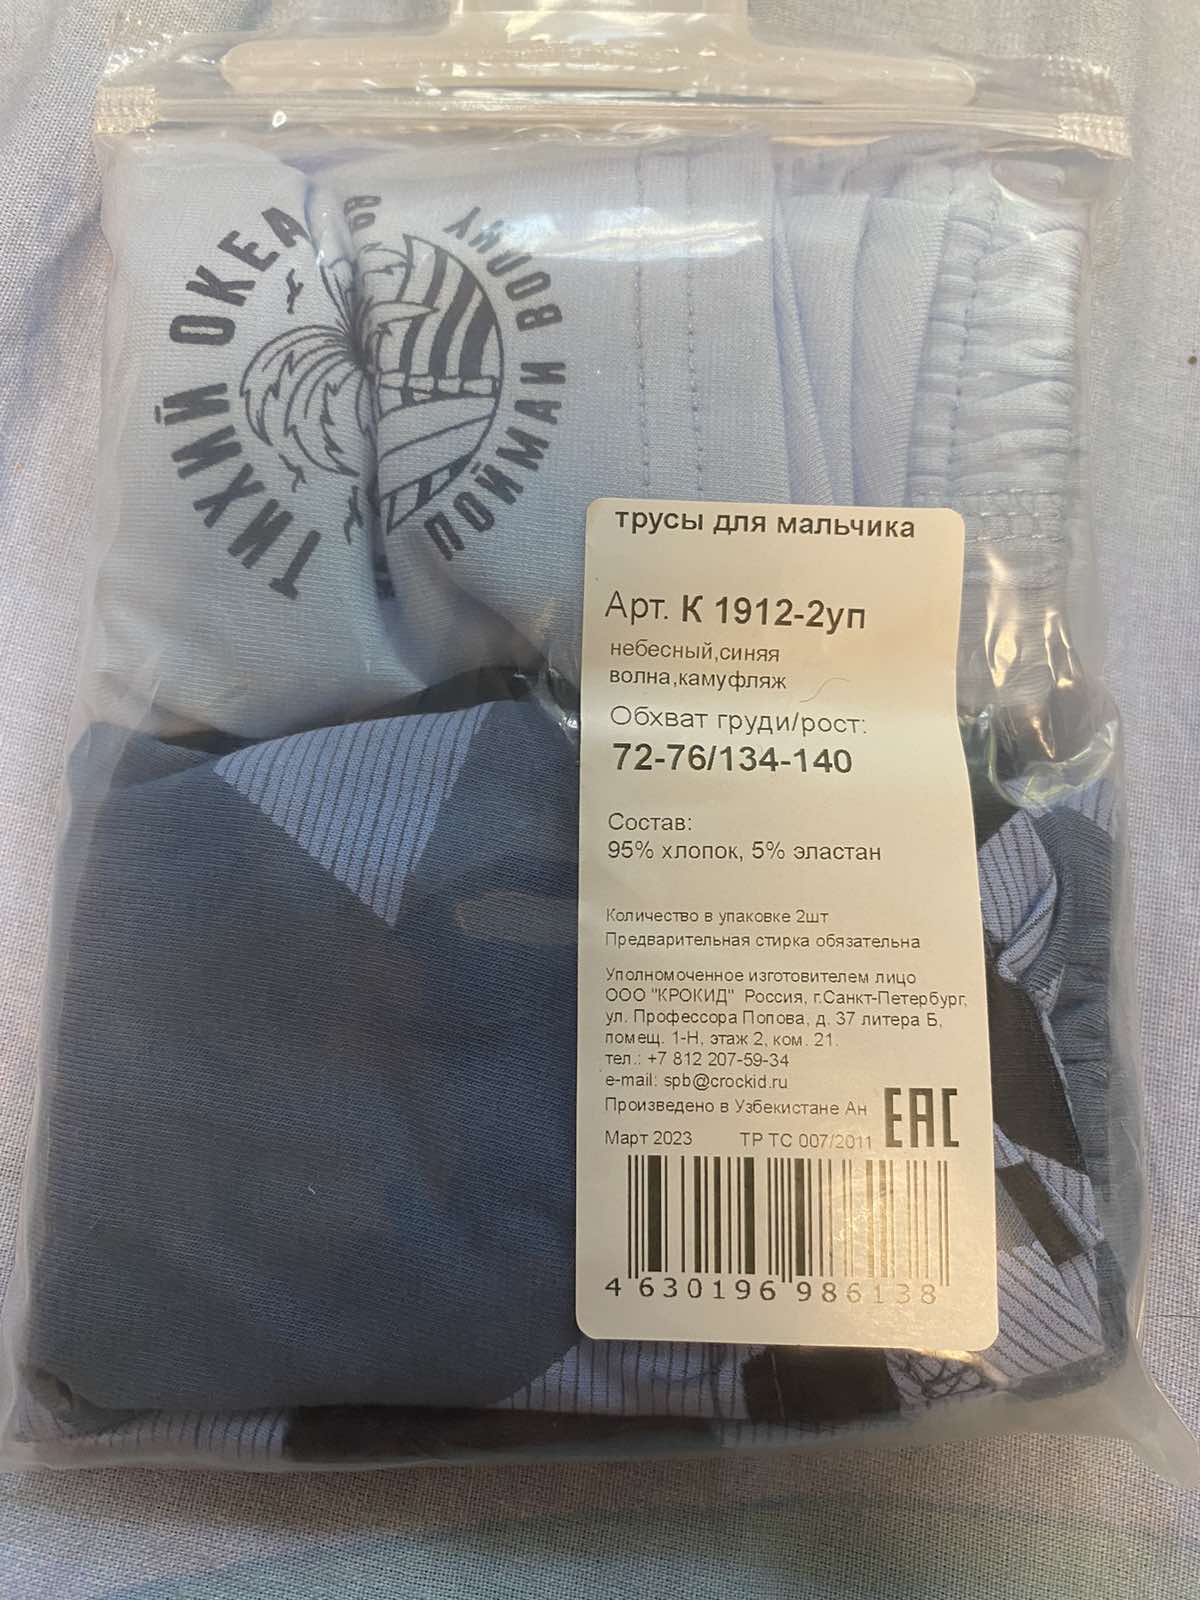 ТИХИЙ ОКЕА
ПОЙМАЙ ВОЛНУ
трусы для мальчика
Арт. К 1912-2уп
небесный,синяя
волна,камуфляж
Обхват груди/рост:
72-76/134-140
Состав:
95% хлопок, 5% эластан
Количество в упаковке 2шт
Предварительная стирка обязательна
Уполномоченное изготовителем лицо
ООО "КРОКИД" Россия, г.Санкт-Петербург,
ул. Профессора Попова, д. 37 литера Б,
помещ. 1-Н, этаж 2, ком. 21.
тел.: +7 812 207-59-34
e-mail: spb@crockid.ru
Произведено в Узбекистане Ан
EAC
Март 2023 ТР ТС 007/2011
4 630196 986138